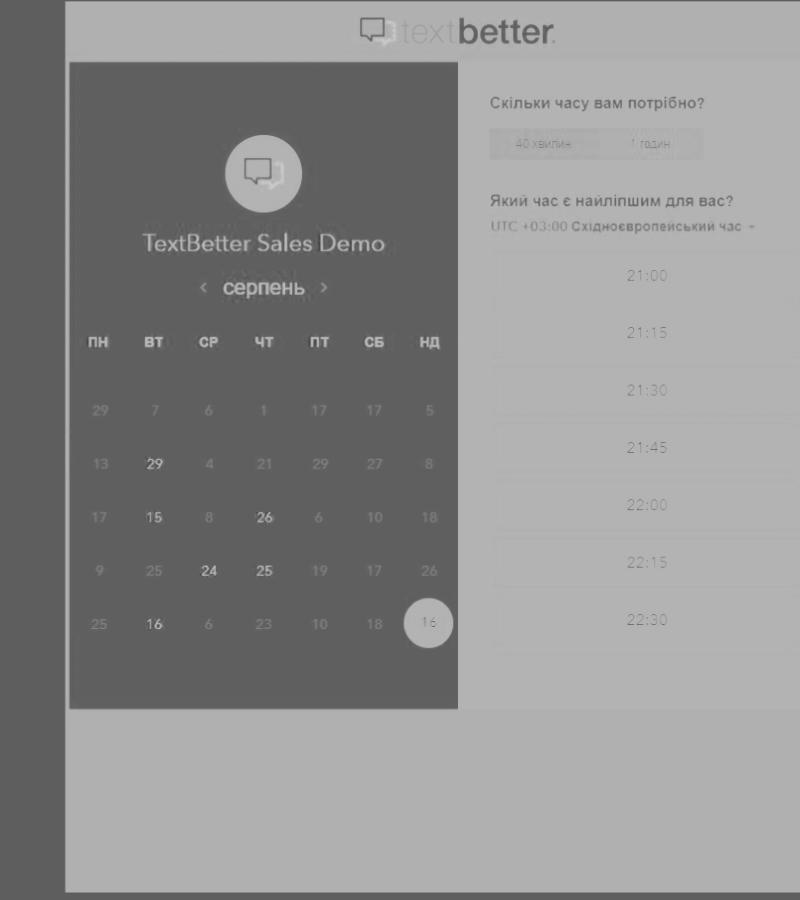 textbetter.
TextBetter Sales Demo
‹ серпень ›
ПН ВТ СР ЧТ ПТ СБ НД
29 7 6 1 17 17 5
13 29 4 21 29 27 8
17 15 8 26 6 10 18
9 25 24 25 19 17 26
25 16 6 23 10 18 16
Скільки часу вам потрібно?
40 хвилин 1 годин
Який час є найліпшим для вас?
UTC +03:00 Східноєвропейський час
21:00
21:15
21:30
21:45
22:00
22:15
22:30